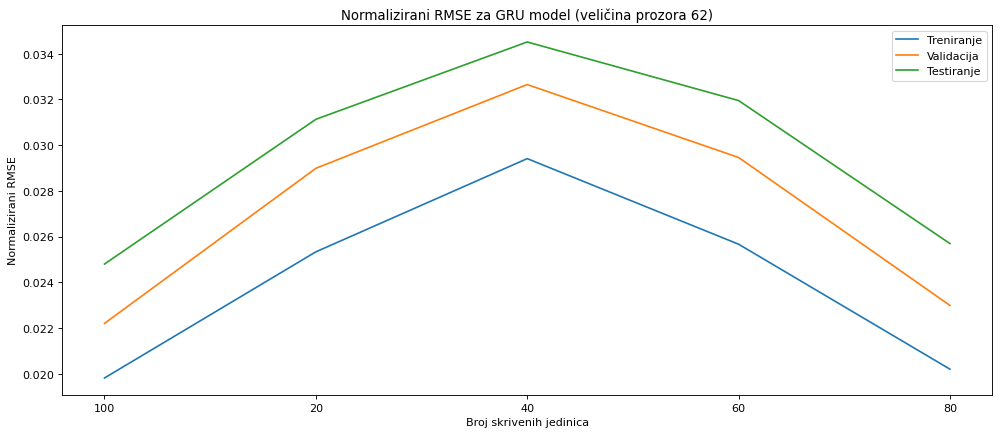 Normalizirani RMSE za GRU model (veličina prozora 62)
Treniranje
Validacija
Testiranje
Normalizirani RMSE
0.034
0.032
0.030
0.028
0.026
0.024
0.022
0.020
100 20 40 60 80
Broj skrivenih jedinica